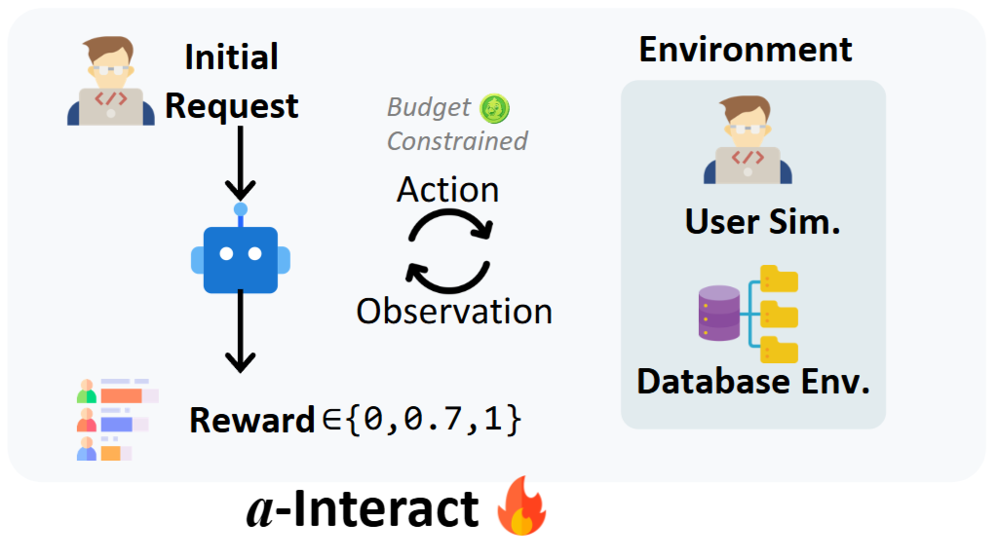 Initial
Request
Budget
Constrained
Action
Observation
Reward ∈{0,0.7,1}
Environment
</>
User Sim.
Database Env.
</>
a-Interact